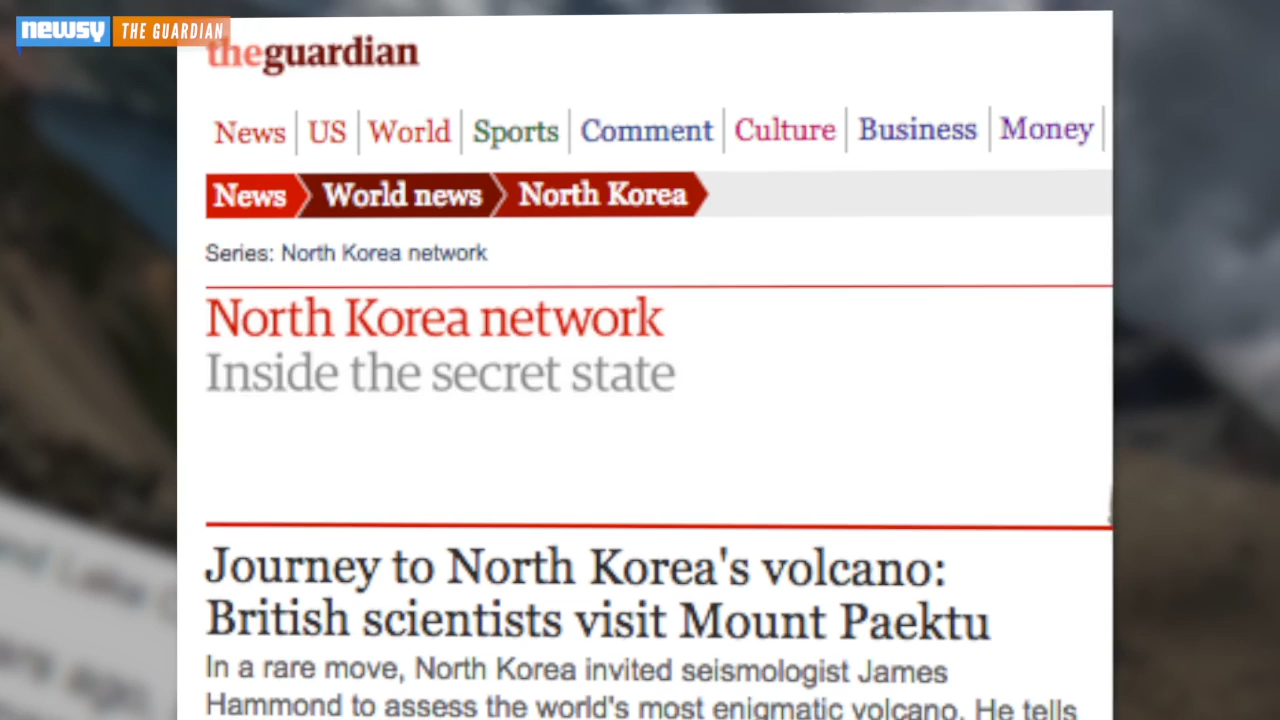 newsy THE GUARDIAN
theguardian
News US World Sports Comment Culture Business Money
News World news North Korea
Series: North Korea network
North Korea network
Inside the secret state
Journey to North Korea's volcano:
British scientists visit Mount Paektu
In a rare move, North Korea invited seismologist James
Hammond to assess the world's most enigmatic volcano. He tells